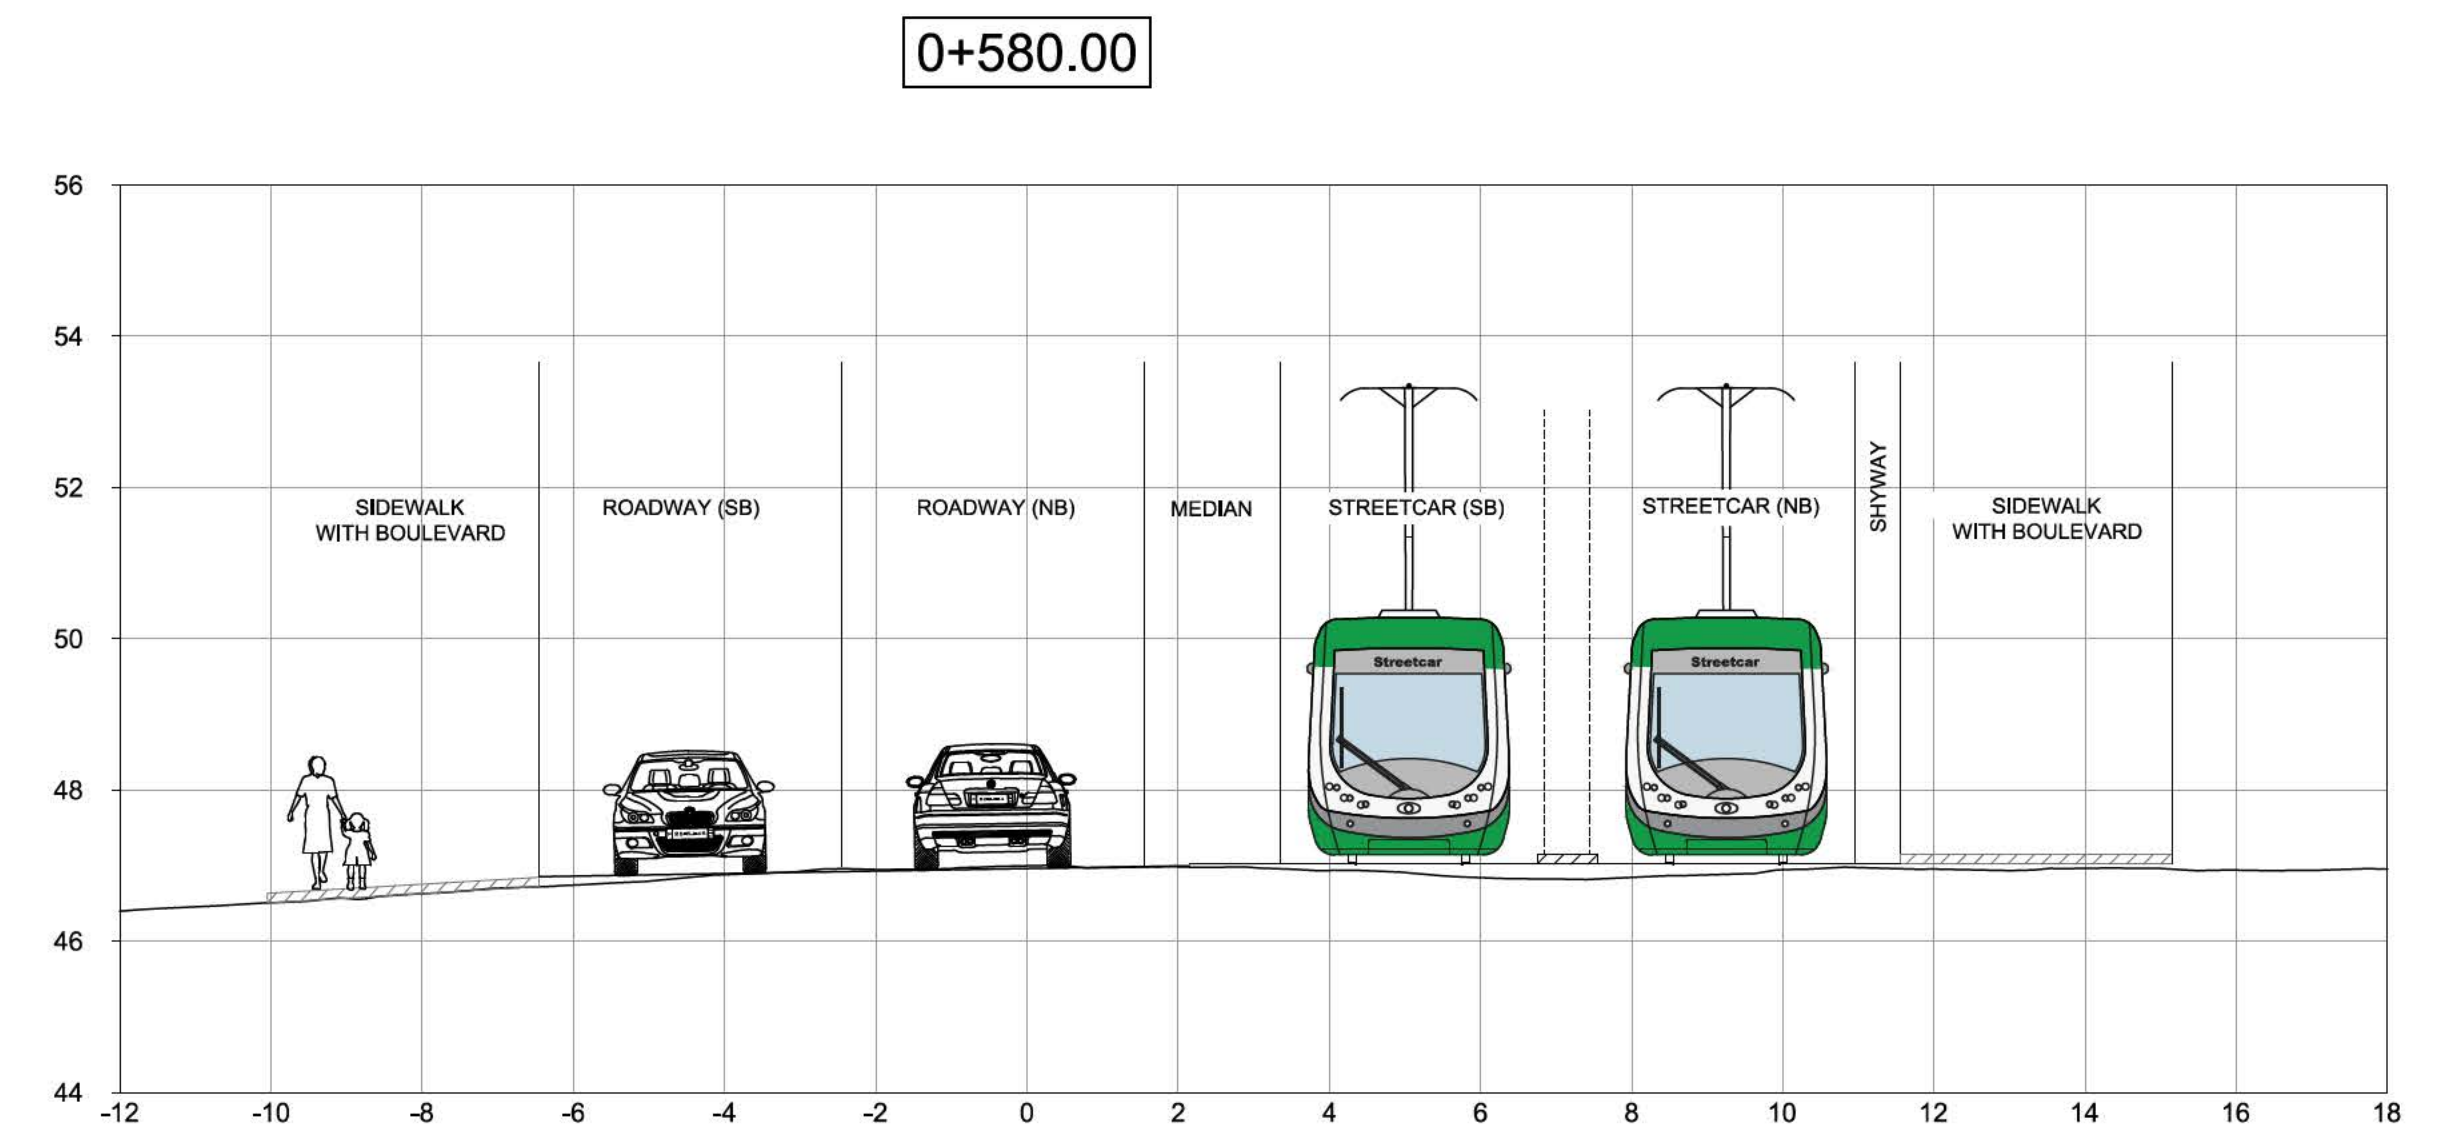 0+580.00
56
54
52
50
48
46
44
SIDEWALK
WITH BOULEVARD
ROADWAY (SB)
ROADWAY (NB)
MEDIAN
STREETCAR (SB)
STREETCAR (NB)
SHYWAY
SIDEWALK
WITH BOULEVARD
Streetcar
Streetcar
-12 -10 -8 -6 -4 -2 0 2 4 6 8 10 12 14 16 18